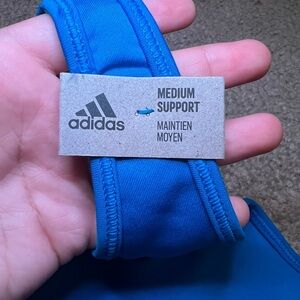 adidas
MEDIUM
SUPPORT
MAINTIEN
MOYEN